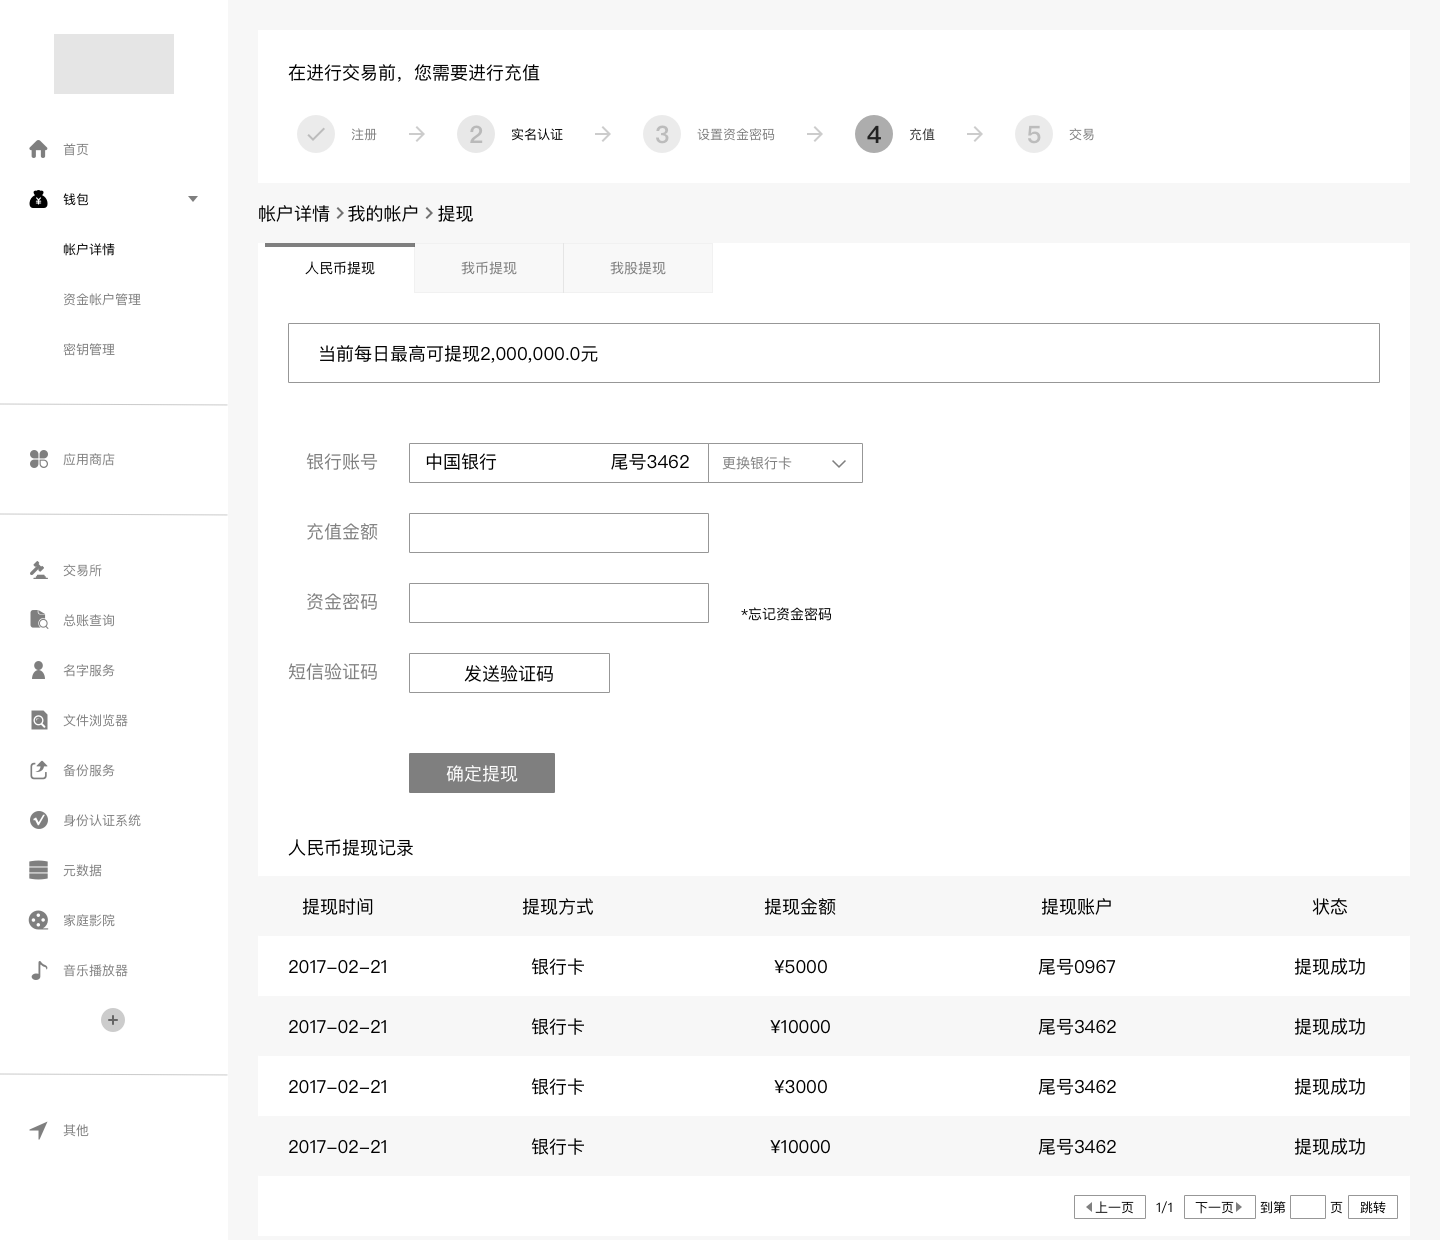 首页
钱包
帐户详情
资金帐户管理
密钥管理
应用商店
交易所
总账查询
名字服务
文件浏览器
备份服务
身份认证系统
元数据
家庭影院
音乐播放器
其他
在进行交易前，您需要进行充值
注册 2 实名认证 3 设置资金密码 4 充值 5 交易
帐户详情 > 我的帐户 > 提现
人民币提现 我币提现 我股提现
当前每日最高可提现2,000,000.0元
银行账号 中国银行 尾号3462 更换银行卡
充值金额
资金密码 *忘记资金密码
短信验证码 发送验证码
确定提现
人民币提现记录
提现时间 提现方式 提现金额 提现账户 状态
2017-02-21 银行卡 ¥5000 尾号0967 提现成功
2017-02-21 银行卡 ¥10000 尾号3462 提现成功
2017-02-21 银行卡 ¥3000 尾号3462 提现成功
2017-02-21 银行卡 ¥10000 尾号3462 提现成功
上一页 1/1 下一页 到第 页 跳转